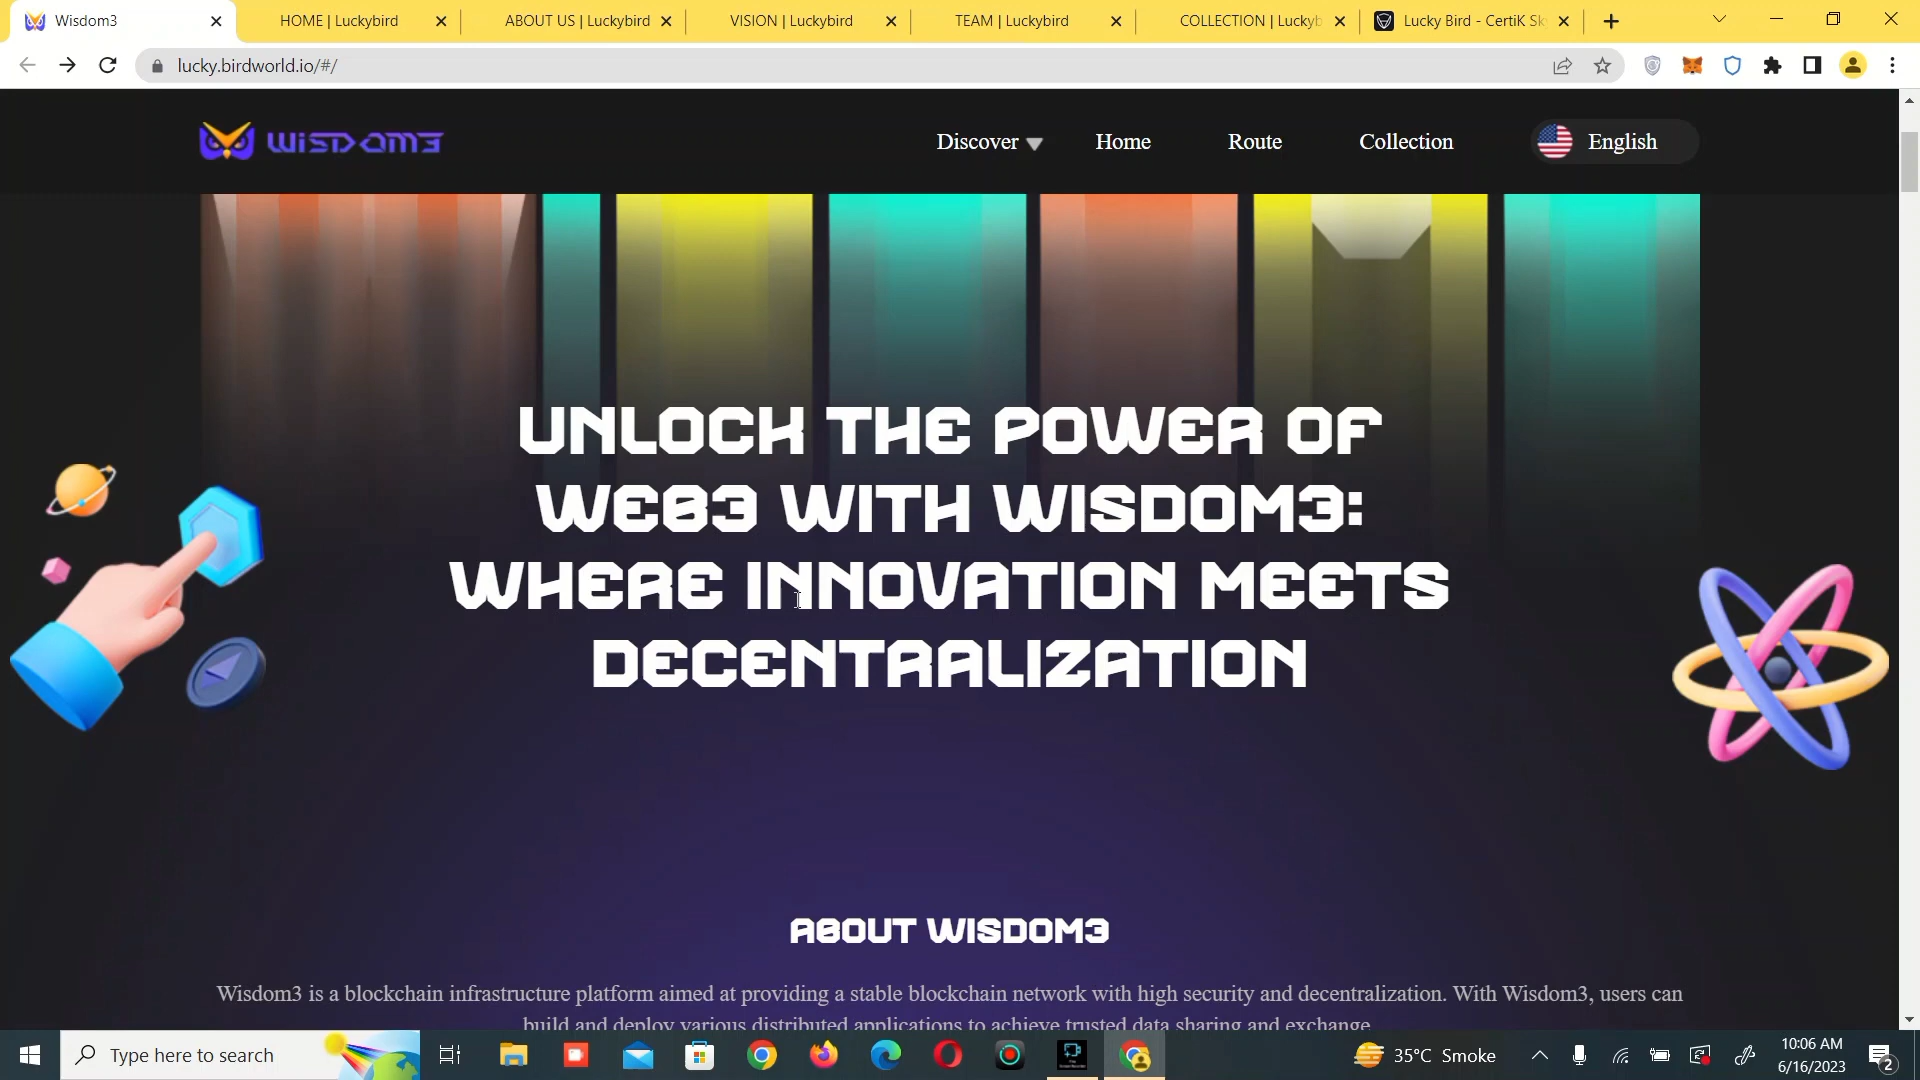 Wisdom3
HOME | Luckybird
ABOUT US | Luckybird
VISION | Luckybird
TEAM | Luckybird
COLLECTION | Luckyb
Lucky Bird - CertiK Sk
lucky.birdworld.io/#/
WISDOM3
Discover
Home
Route
Collection
English
UNLOCK THE POWER OF
WEB3 WITH WISDOM3:
WHERE INNOVATION MEETS
DECENTRALIZATION
ABOUT WISDOM3
Wisdom3 is a blockchain infrastructure platform aimed at providing a stable blockchain network with high security and decentralization. With Wisdom3, users can
build and deploy various distributed applications to achieve trusted data sharing and exchange.
Type here to search
35°C Smoke
10:06 AM
6/16/2023
2